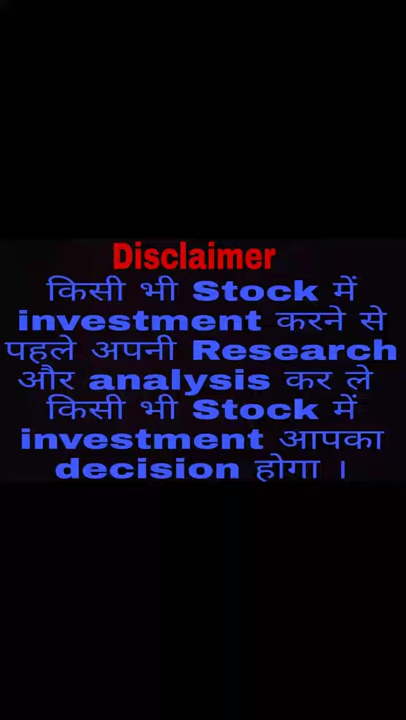 Disclaimer
किसी भी Stock में
investment करने से
पहले अपनी Research
और analysis कर ले
किसी भी Stock में
investment आपका
decision होगा ।